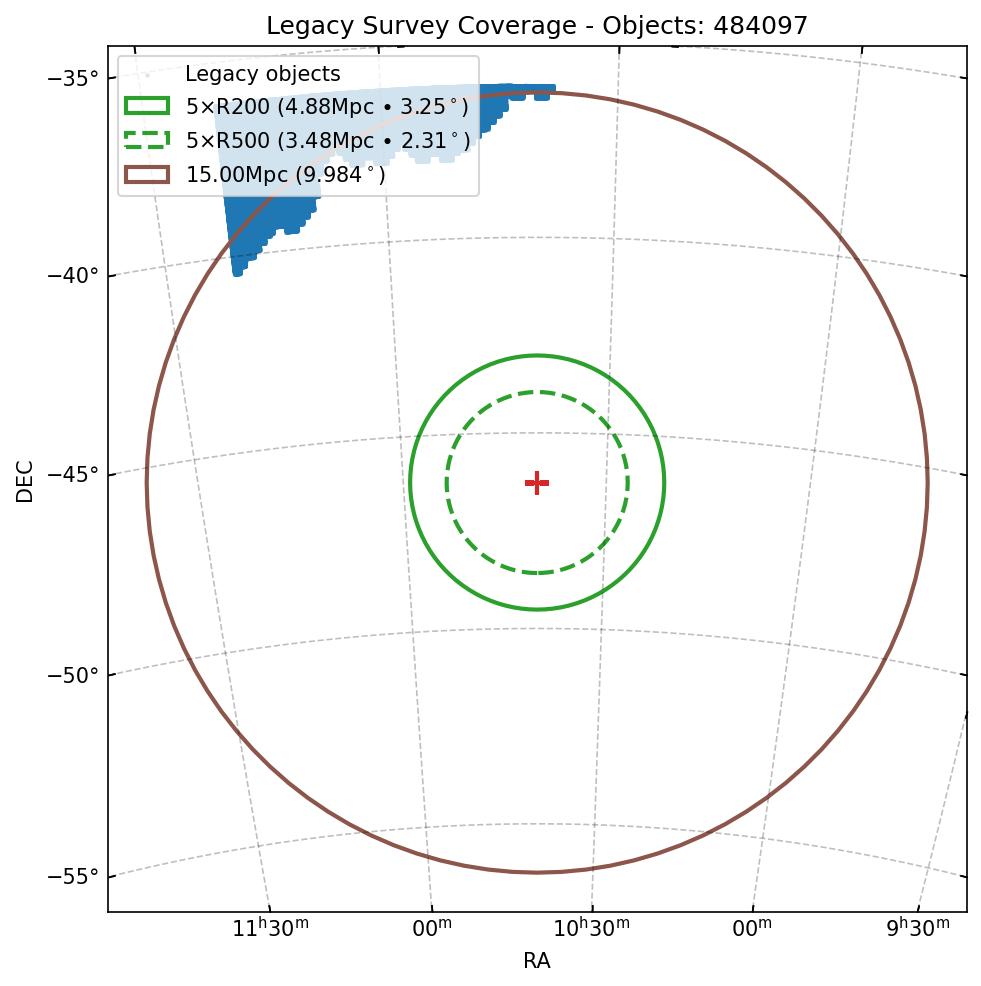 Legacy Survey Coverage - Objects: 484097
Legacy objects
5×R200 (4.88Mpc • 3.25°)
5×R500 (3.48Mpc • 2.31°)
15.00Mpc (9.984°)
−35°
−40°
−45°
−50°
−55°
DEC
11ʰ30ᵐ 00ᵐ 10ʰ30ᵐ 00ᵐ 9ʰ30ᵐ
RA